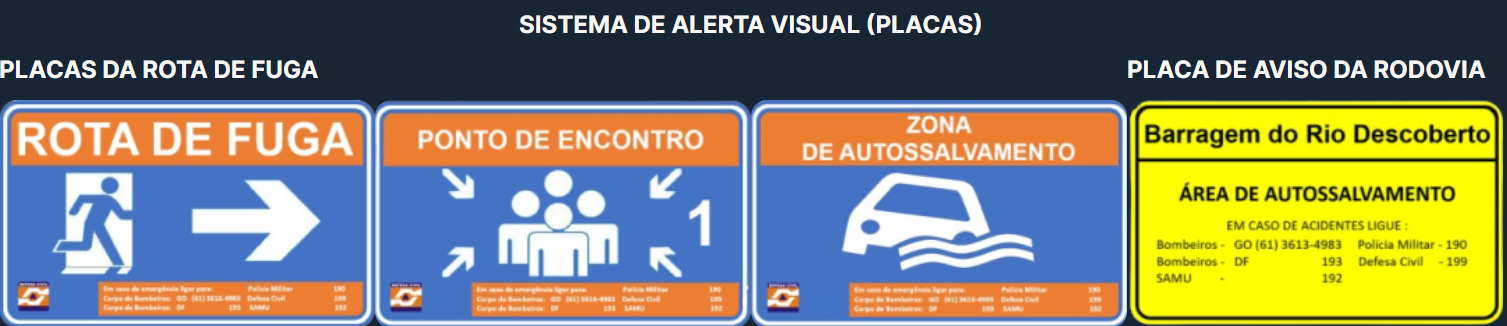 SISTEMA DE ALERTA VISUAL (PLACAS)
PLACAS DA ROTA DE FUGA
PLACA DE AVISO DA RODOVIA
ROTA DE FUGA
DEFESA CIVIL
Em caso de emergência ligar para: Polícia Militar 190
Corpo de Bombeiros: GO (61) 3616-4983 Defesa Civil 199
Corpo de Bombeiros: DF 193 SAMU 192
PONTO DE ENCONTRO
1
DEFESA CIVIL
Em caso de emergência ligar para: Polícia Militar 190
Corpo de Bombeiros: GO (61) 3616-4983 Defesa Civil 199
Corpo de Bombeiros: DF 193 SAMU 192
ZONA
DE AUTOSSALVAMENTO
DEFESA CIVIL
Em caso de emergência ligar para: Polícia Militar 190
Corpo de Bombeiros: GO (61) 3616-4983 Defesa Civil 199
Corpo de Bombeiros: DF 193 SAMU 192
Barragem do Rio Descoberto
ÁREA DE AUTOSSALVAMENTO
EM CASO DE ACIDENTES LIGUE :
Bombeiros - GO (61) 3613-4983 Polícia Militar - 190
Bombeiros - DF 193 Defesa Civil - 199
SAMU - 192